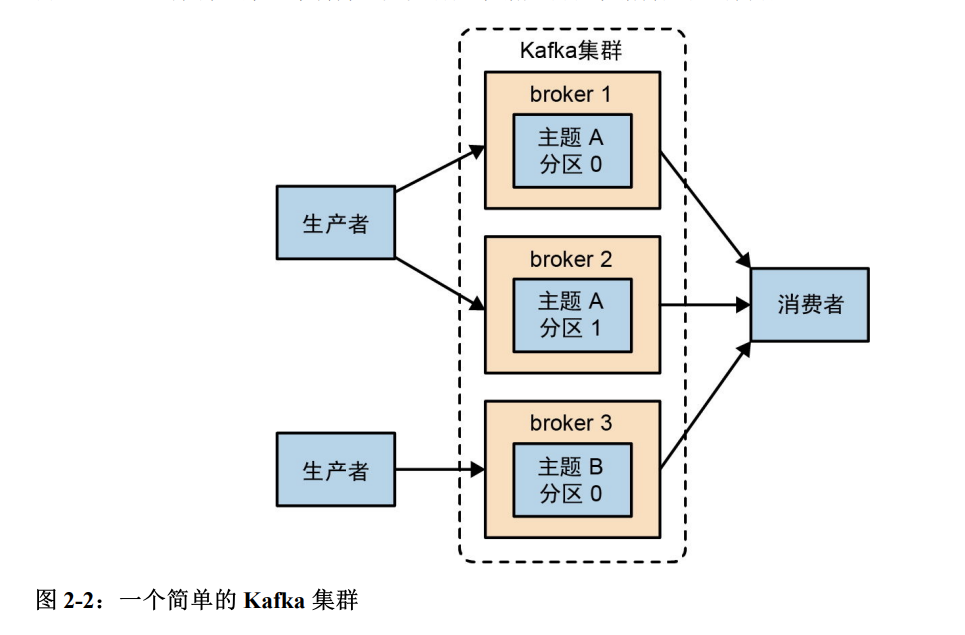 Kafka集群
broker 1
主题 A
分区 0
生产者
broker 2
主题 A
分区 1
消费者
broker 3
主题 B
分区 0
生产者
图 2-2：一个简单的 Kafka 集群